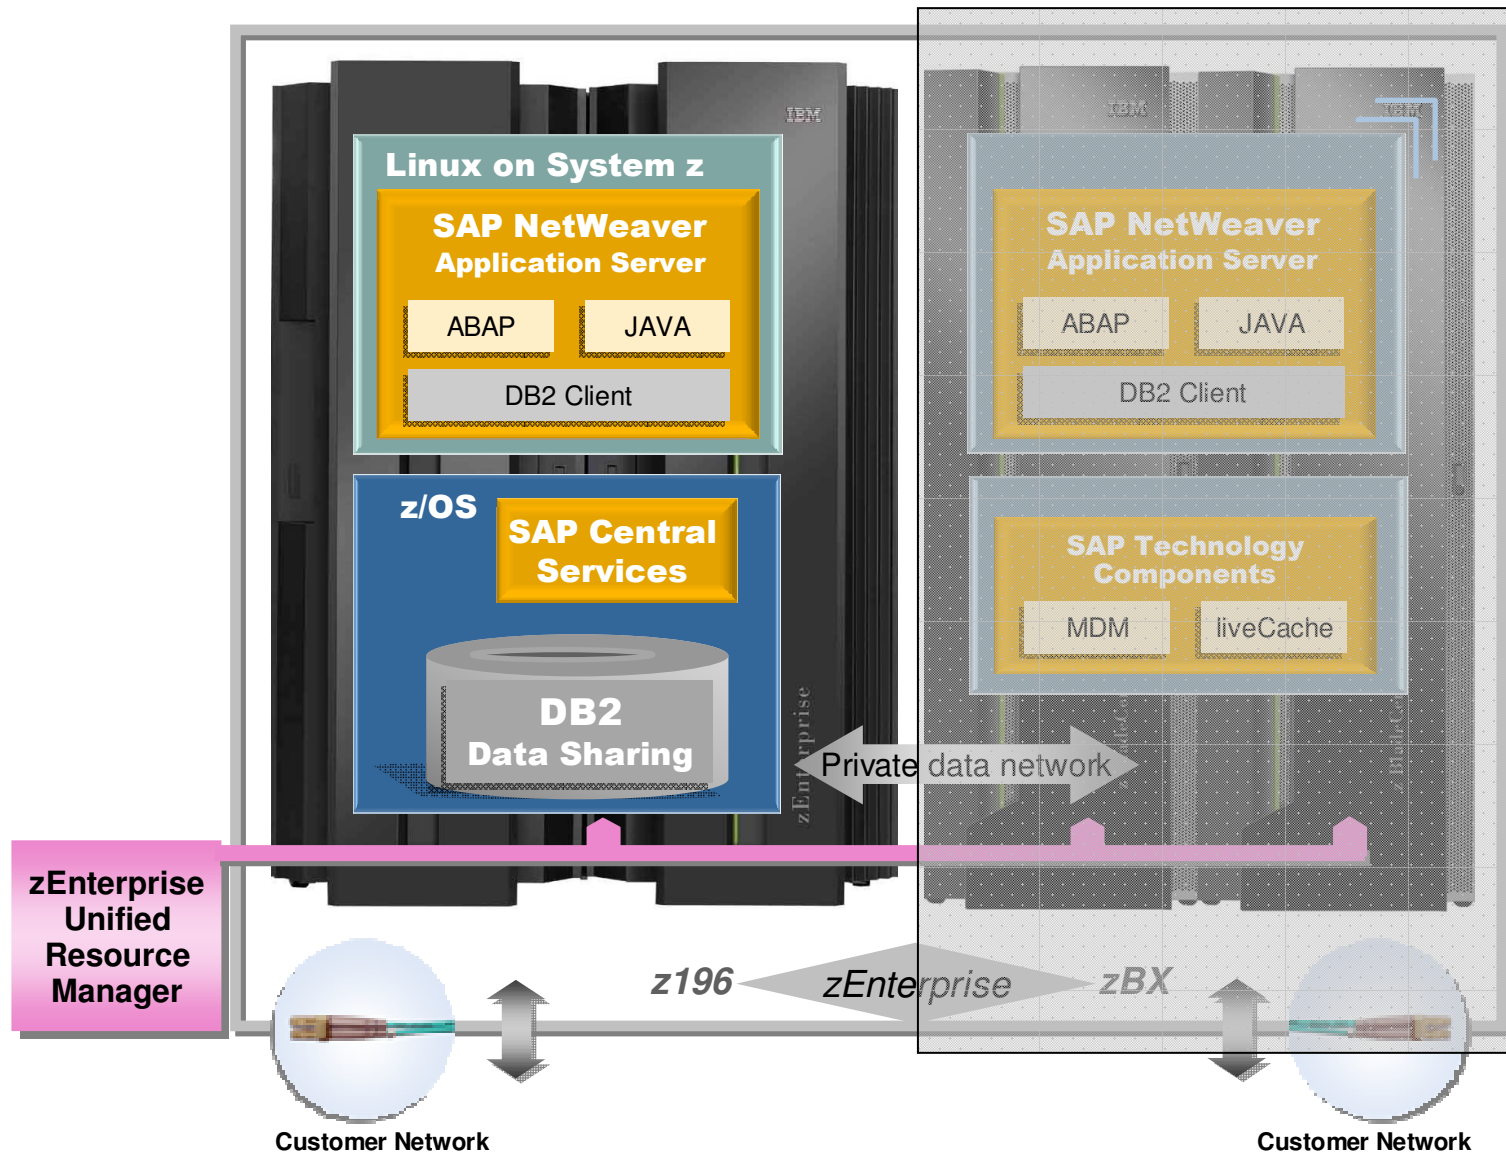 IBM
Linux on System z
SAP NetWeaver
Application Server
ABAP
JAVA
DB2 Client
z/OS
SAP Central
Services
DB2
Data Sharing
zEnterprise
IBM
IBM
SAP NetWeaver
Application Server
ABAP
JAVA
DB2 Client
SAP Technology
Components
MDM
liveCache
Private data network
zEnterprise
Unified
Resource
Manager
z196
zEnterprise
zBX
Customer Network
Customer Network